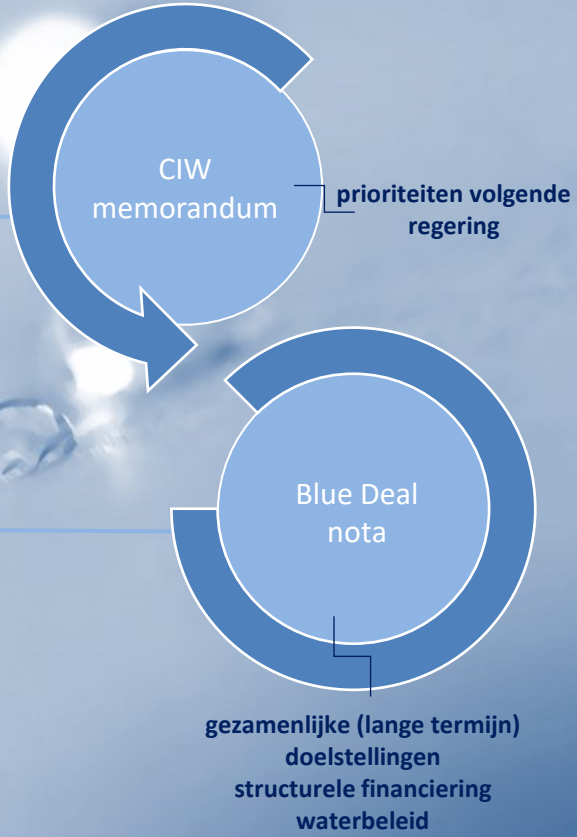 CIW
memorandum
prioriteiten volgende
regering
Blue Deal
nota
gezamenlijke (lange termijn)
doelstellingen
structurele financiering
waterbeleid